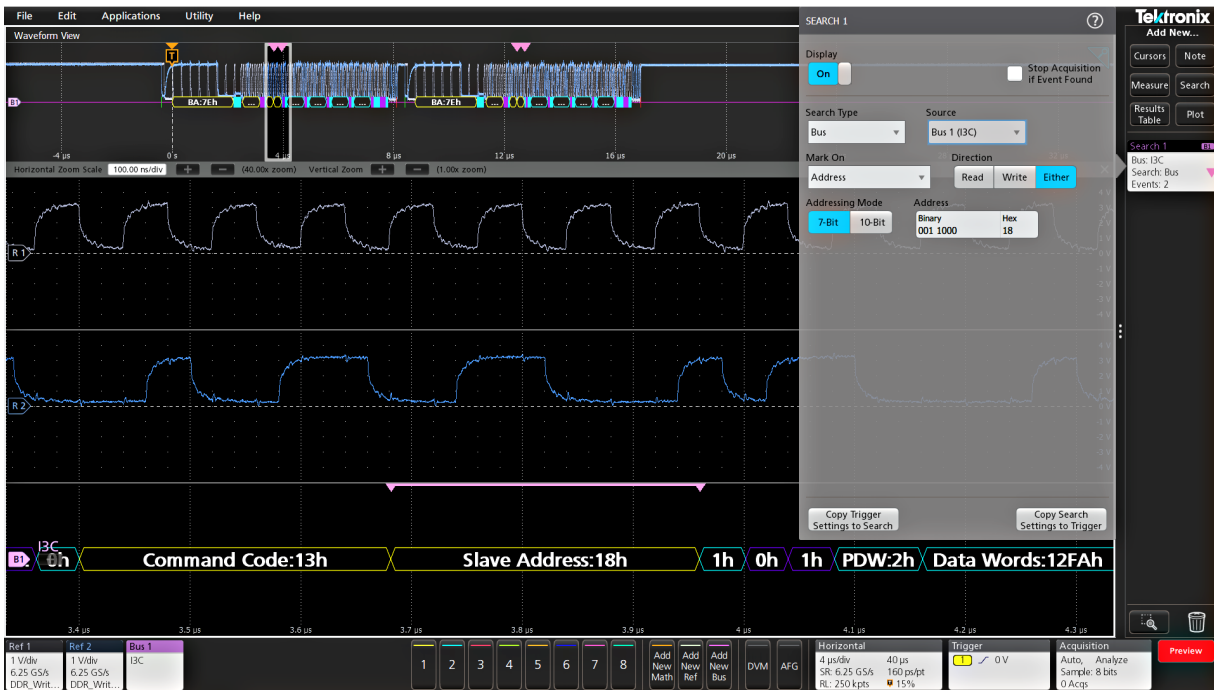 File Edit Applications Utility Help
Waveform View
T
B1
BA:7Eh ... ... ... ... ... BA:7Eh ... ... ... ... ...
-4 µs 0 s 4 µs 8 µs 12 µs 16 µs 20 µs
Horizontal Zoom Scale 100.00 ns/div + − (40.00x zoom) Vertical Zoom + − (1.00x zoom)
R 1
-1 V
-2 V
-3 V
-4 V
R 2
I3C
B1 0h Command Code:13h Slave Address:18h 1h 0h 1h PDW:2h Data Words:12FAh
3.4 µs 3.5 µs 3.6 µs 3.7 µs 3.8 µs 3.9 µs 4 µs 4.1 µs 4.2 µs 4.3 µs
SEARCH 1 ?
Display
On
Stop Acquisition
if Event Found
Search Type Source
Bus Bus 1 (I3C)
Mark On Direction
Address Read Write Either
Addressing Mode Address
7-Bit 10-Bit
Binary Hex
001 1000 18
Copy Trigger
Settings to Search
Copy Search
Settings to Trigger
Tektronix
Add New...
Cursors Note
Measure Search
Results
Table
Plot
Search 1 B1
Bus: I3C
Search: Bus
Events: 2
Ref 1
1 V/div
6.25 GS/s
DDR_Writ...
Ref 2
1 V/div
6.25 GS/s
DDR_Writ...
Bus 1
I3C
1 2 3 4 5 6 7 8
Add
New
Math
Add
New
Ref
Add
New
Bus
DVM AFG
Horizontal
4 µs/div 40 µs
SR: 6.25 GS/s 160 ps/pt
RL: 250 kpts 15%
Trigger
1 0 V
Acquisition
Auto, Analyze
Sample: 8 bits
0 Acqs
Preview